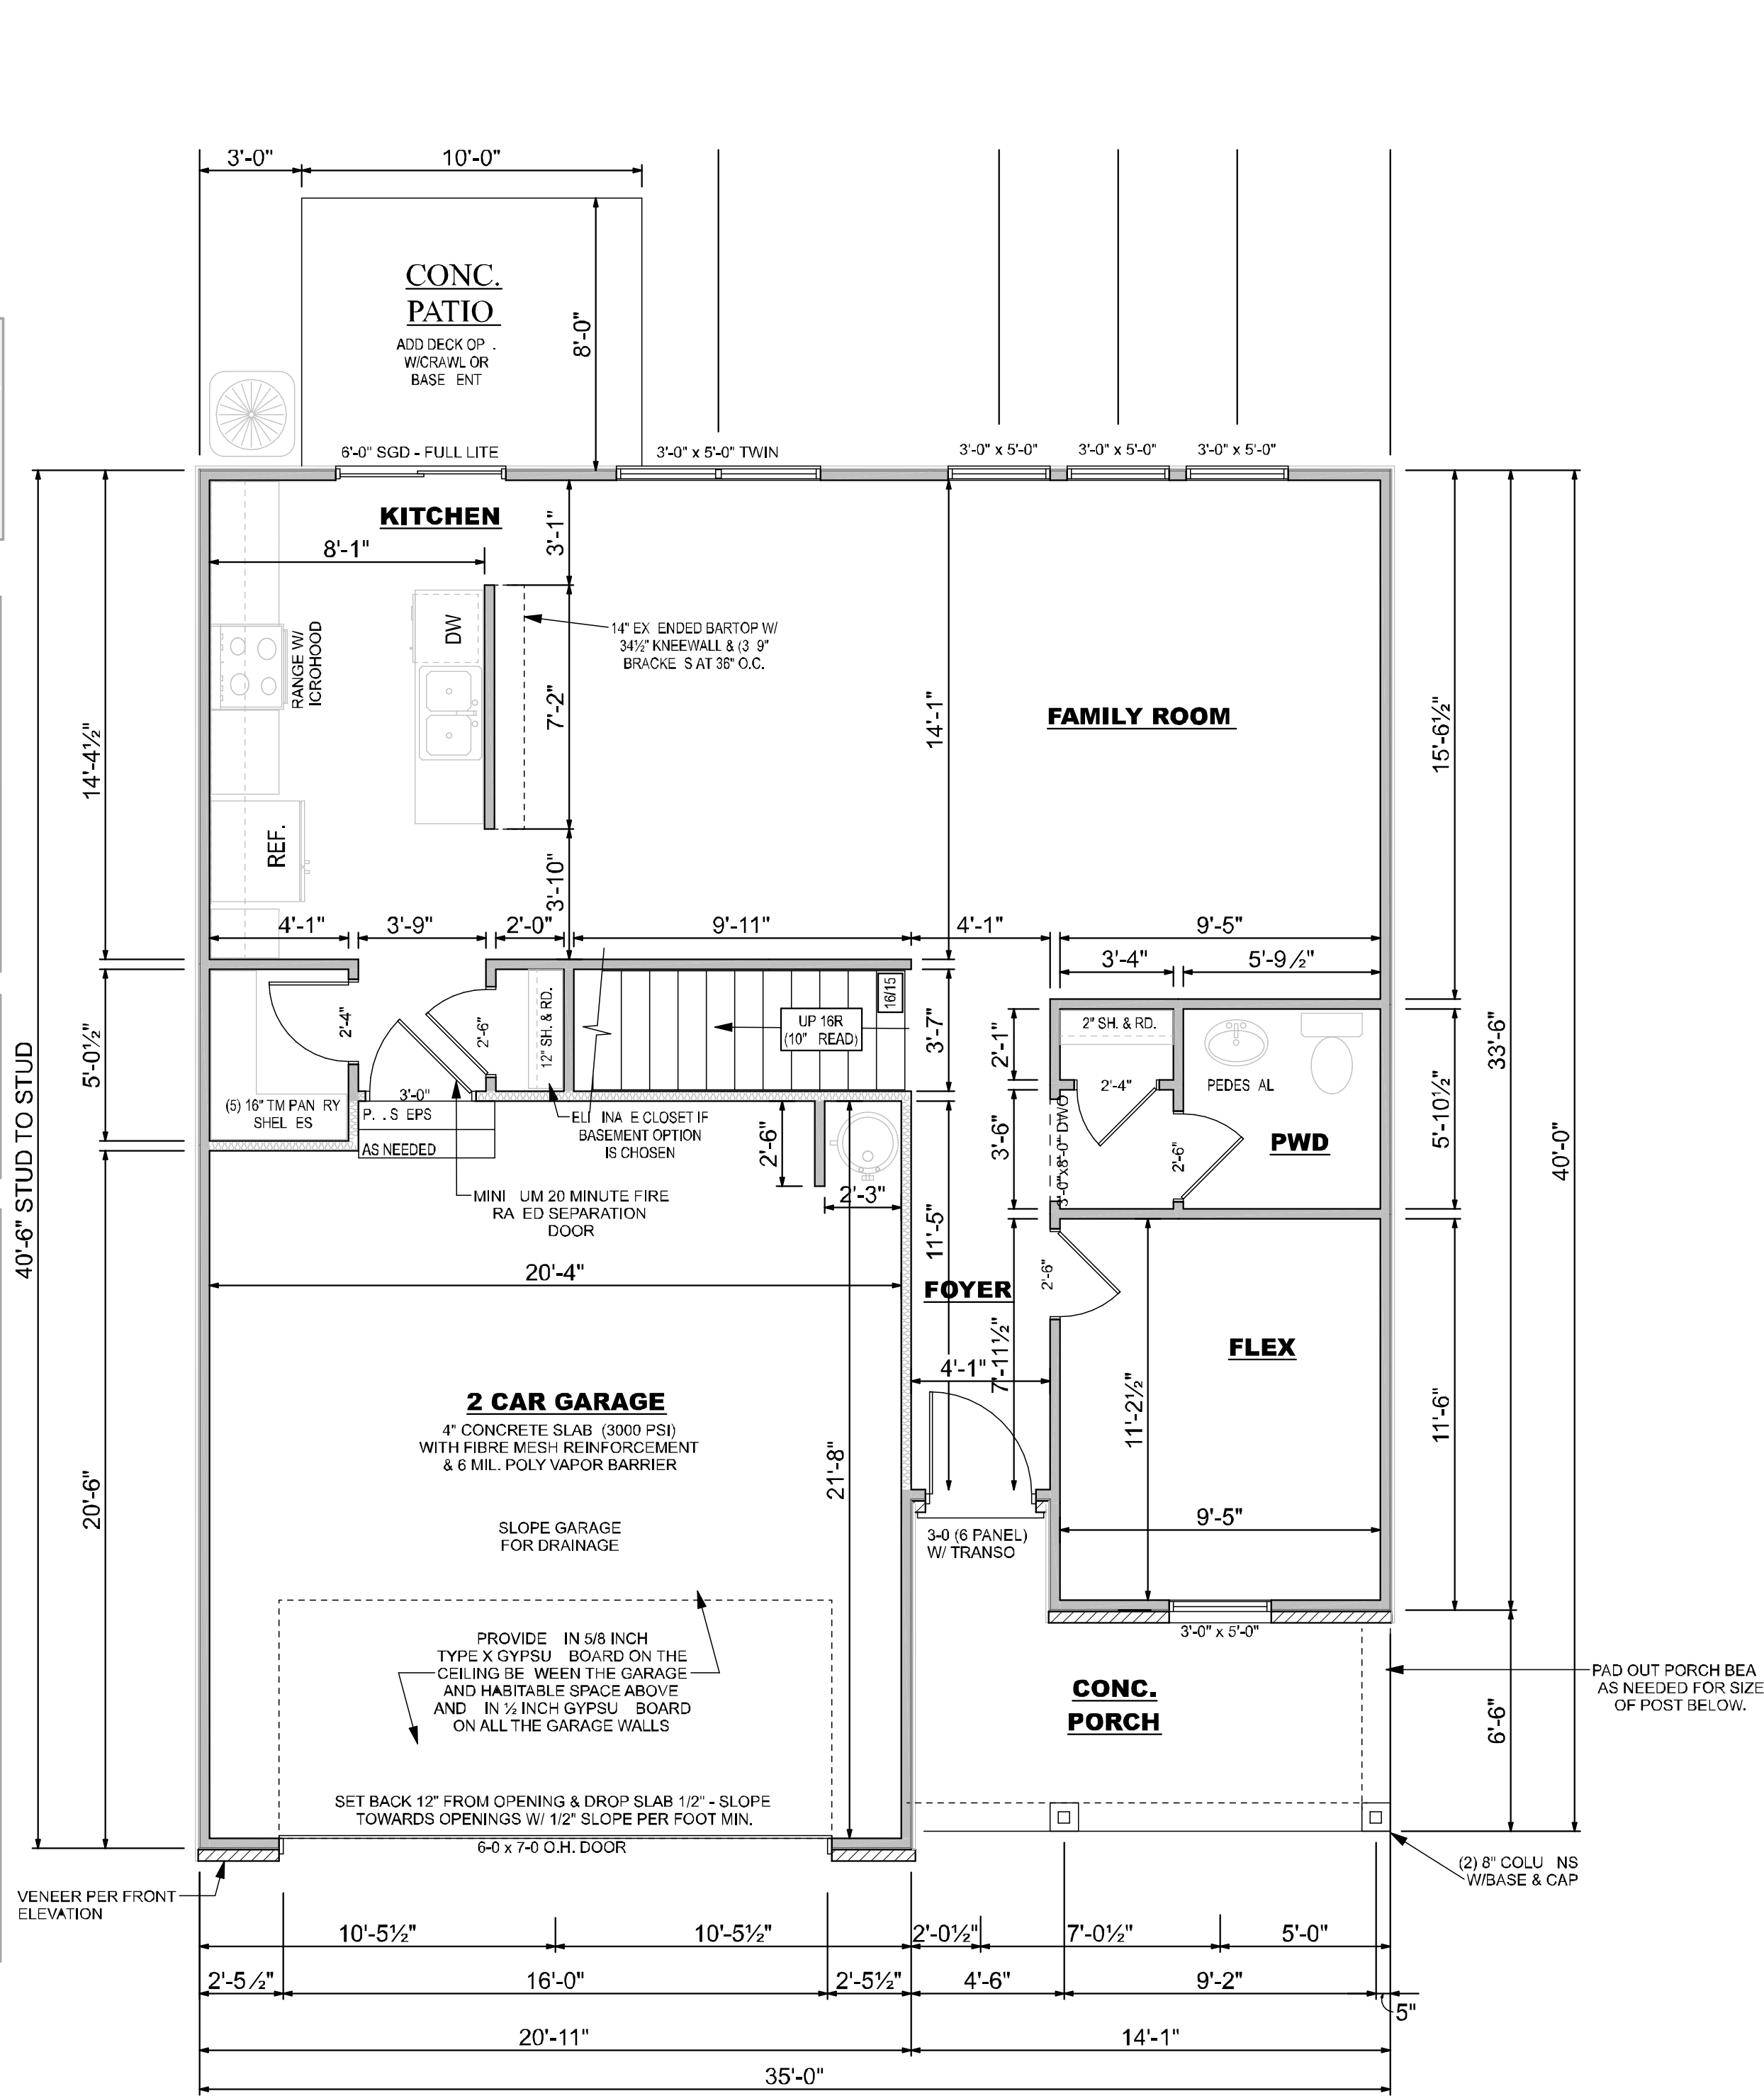 3'-0"
10'-0"
CONC.
PATIO
ADD DECK OP .
W/CRAWL OR
BASE ENT
8'-0"
6'-0" SGD - FULL LITE
3'-0" x 5'-0" TWIN
3'-0" x 5'-0"
3'-0" x 5'-0"
3'-0" x 5'-0"
KITCHEN
8'-1"
3'-1"
RANGE W/
ICROHOOD
DW
14" EX ENDED BARTOP W/
34½" KNEEWALL & (3 9"
BRACKE S AT 36" O.C.
7'-2"
14'-1"
FAMILY ROOM
15'-6½"
14'-4½"
REF.
3'-10"
4'-1"
3'-9"
2'-0"
9'-11"
4'-1"
9'-5"
3'-4"
5'-9 ⁄2"
5'-0½"
2'-4"
2'-6"
12" SH. & RD.
UP 16R
(10" READ)
16/15
3'-7"
2'-1"
2" SH. & RD.
2'-4"
PEDES AL
33'-6"
40'-6" STUD TO STUD
(5) 16" TM PAN RY
SHEL ES
3'-0"
P. . S EPS
AS NEEDED
ELI INA E CLOSET IF
BASEMENT OPTION
IS CHOSEN
2'-6"
2'-3"
3'-6"
3'-0"x8'-0" DWO
2'-6"
PWD
5'-10½"
40'-0"
MINI UM 20 MINUTE FIRE
RA ED SEPARATION
DOOR
11'-5"
20'-4"
FOYER
2'-6"
7'-11½"
4'-1"
FLEX
11'-2½"
11'-6"
2 CAR GARAGE
4" CONCRETE SLAB (3000 PSI)
WITH FIBRE MESH REINFORCEMENT
& 6 MIL. POLY VAPOR BARRIER
21'-8"
20'-6"
SLOPE GARAGE
FOR DRAINAGE
3-0 (6 PANEL)
W/ TRANSO
9'-5"
3'-0" x 5'-0"
PROVIDE IN 5/8 INCH
TYPE X GYPSU BOARD ON THE
CEILING BE WEEN THE GARAGE
AND HABITABLE SPACE ABOVE
AND IN ½ INCH GYPSU BOARD
ON ALL THE GARAGE WALLS
CONC.
PORCH
PAD OUT PORCH BEA
AS NEEDED FOR SIZE
OF POST BELOW.
6'-6"
SET BACK 12" FROM OPENING & DROP SLAB 1/2" - SLOPE
TOWARDS OPENINGS W/ 1/2" SLOPE PER FOOT MIN.
6-0 x 7-0 O.H. DOOR
(2) 8" COLU NS
W/BASE & CAP
VENEER PER FRONT
ELEVATION
10'-5½"
10'-5½"
2'-0½"
7'-0½"
5'-0"
2'-5 ⁄2"
16'-0"
2'-5½"
4'-6"
9'-2"
5"
20'-11"
14'-1"
35'-0"